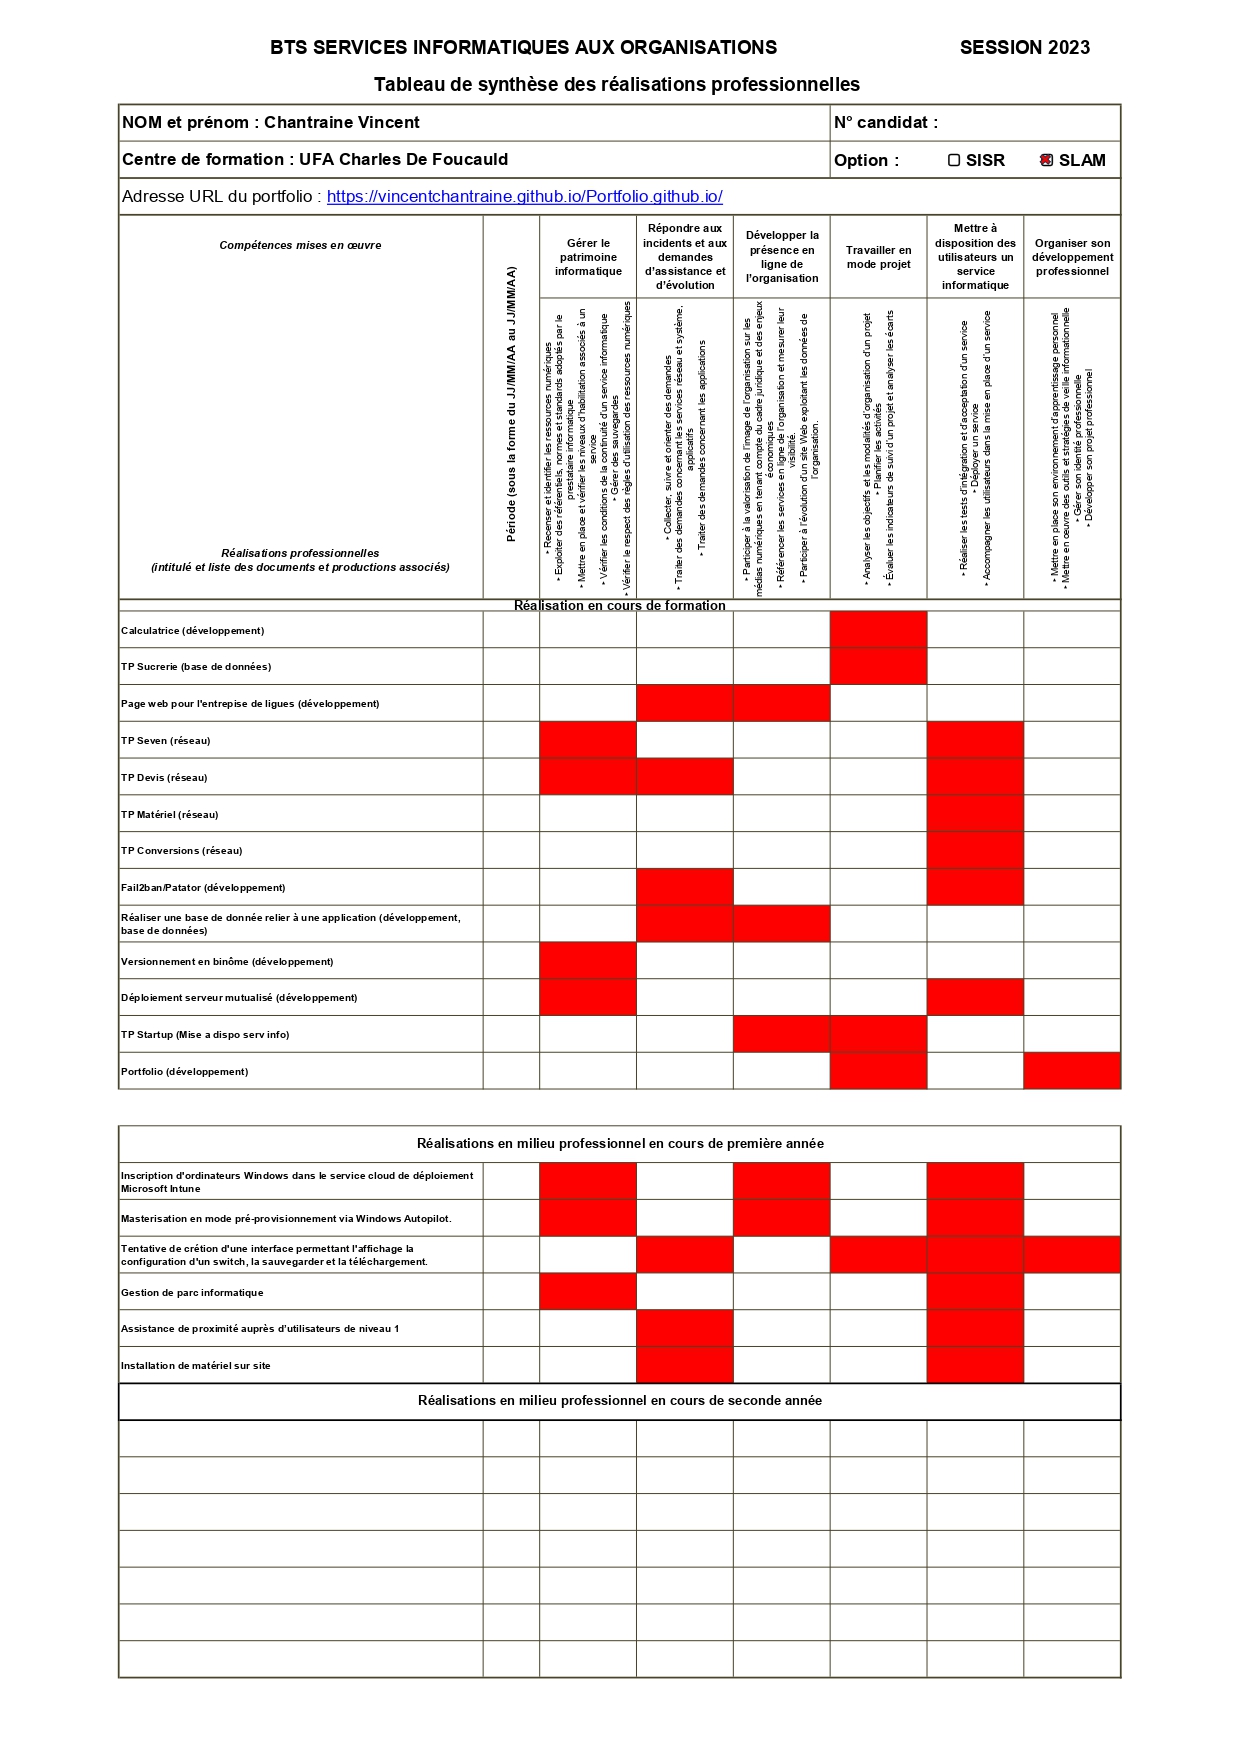 BTS SERVICES INFORMATIQUES AUX ORGANISATIONS SESSION 2023
Tableau de synthèse des réalisations professionnelles
NOM et prénom : Chantraine Vincent
N° candidat :
Centre de formation : UFA Charles De Foucauld
Option : SISR SLAM
Adresse URL du portfolio : https://vincentchantraine.github.io/Portfolio.github.io/
Compétences mises en œuvre
Réalisations professionnelles
(intitulé et liste des documents et productions associés)
Période (sous la forme du JJ/MM/AA au JJ/MM/AA)
Gérer le
patrimoine
informatique
Répondre aux
incidents et aux
demandes
d'assistance et
d'évolution
Développer la
présence en
ligne de
l'organisation
Travailler en
mode projet
Mettre à
disposition des
utilisateurs un
service
informatique
Organiser son
développement
professionnel
‣ Recenser et identifier les ressources numériques
‣ Exploiter des référentiels, normes et standards adoptés par le
prestataire informatique
‣ Mettre en place et vérifier les niveaux d'habilitation associés à un
service
‣ Vérifier les conditions de la continuité d'un service informatique
‣ Gérer des sauvegardes
‣ Vérifier le respect des règles d'utilisation des ressources numériques
‣ Collecter, suivre et orienter des demandes
‣ Traiter des demandes concernant les services réseau et système,
applicatifs
‣ Traiter des demandes concernant les applications
‣ Participer à la valorisation de l'image de l'organisation sur les
médias numériques en tenant compte du cadre juridique et des enjeux
économiques
‣ Référencer les services en ligne de l'organisation et mesurer leur
visibilité.
‣ Participer à l'évolution d'un site Web exploitant les données de
l'organisation.
‣ Analyser les objectifs et les modalités d'organisation d'un projet
‣ Planifier les activités
‣ Évaluer les indicateurs de suivi d'un projet et analyser les écarts
‣ Réaliser les tests d'intégration et d'acceptation d'un service
‣ Déployer un service
‣ Accompagner les utilisateurs dans la mise en place d'un service
‣ Mettre en place son environnement d'apprentissage personnel
‣ Mettre en œuvre des outils et stratégies de veille informationnelle
‣ Gérer son identité professionnelle
‣ Développer son projet professionnel
Réalisation en cours de formation
Calculatrice (développement)
TP Sucrerie (base de données)
Page web pour l'entrepise de ligues (développement)
TP Seven (réseau)
TP Devis (réseau)
TP Matériel (réseau)
TP Conversions (réseau)
Fail2ban/Patator (développement)
Réaliser une base de donnée relier à une application (développement,
base de données)
Versionnement en binôme (développement)
Déploiement serveur mutualisé (développement)
TP Startup (Mise a dispo serv info)
Portfolio (développement)
Réalisations en milieu professionnel en cours de première année
Inscription d'ordinateurs Windows dans le service cloud de déploiement
Microsoft Intune
Masterisation en mode pré-provisionnement via Windows Autopilot.
Tentative de crétion d'une interface permettant l'affichage la
configuration d'un switch, la sauvegarder et la téléchargement.
Gestion de parc informatique
Assistance de proximité auprès d'utilisateurs de niveau 1
Installation de matériel sur site
Réalisations en milieu professionnel en cours de seconde année